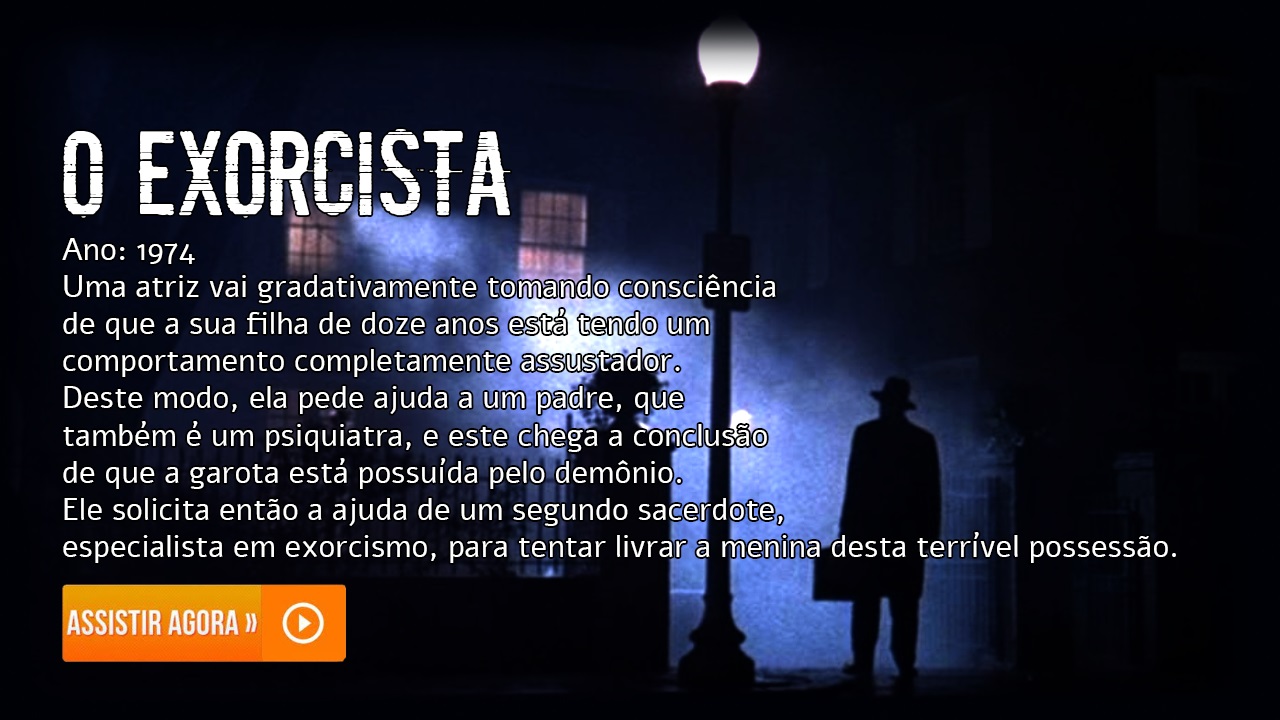 O EXORCISTA
Ano: 1974
Uma atriz vai gradativamente tomando consciência
de que a sua filha de doze anos está tendo um
comportamento completamente assustador.
Deste modo, ela pede ajuda a um padre, que
também é um psiquiatra, e este chega a conclusão
de que a garota está possuída pelo demônio.
Ele solicita então a ajuda de um segundo sacerdote,
especialista em exorcismo, para tentar livrar a menina desta terrível possessão.
ASSISTIR AGORA »